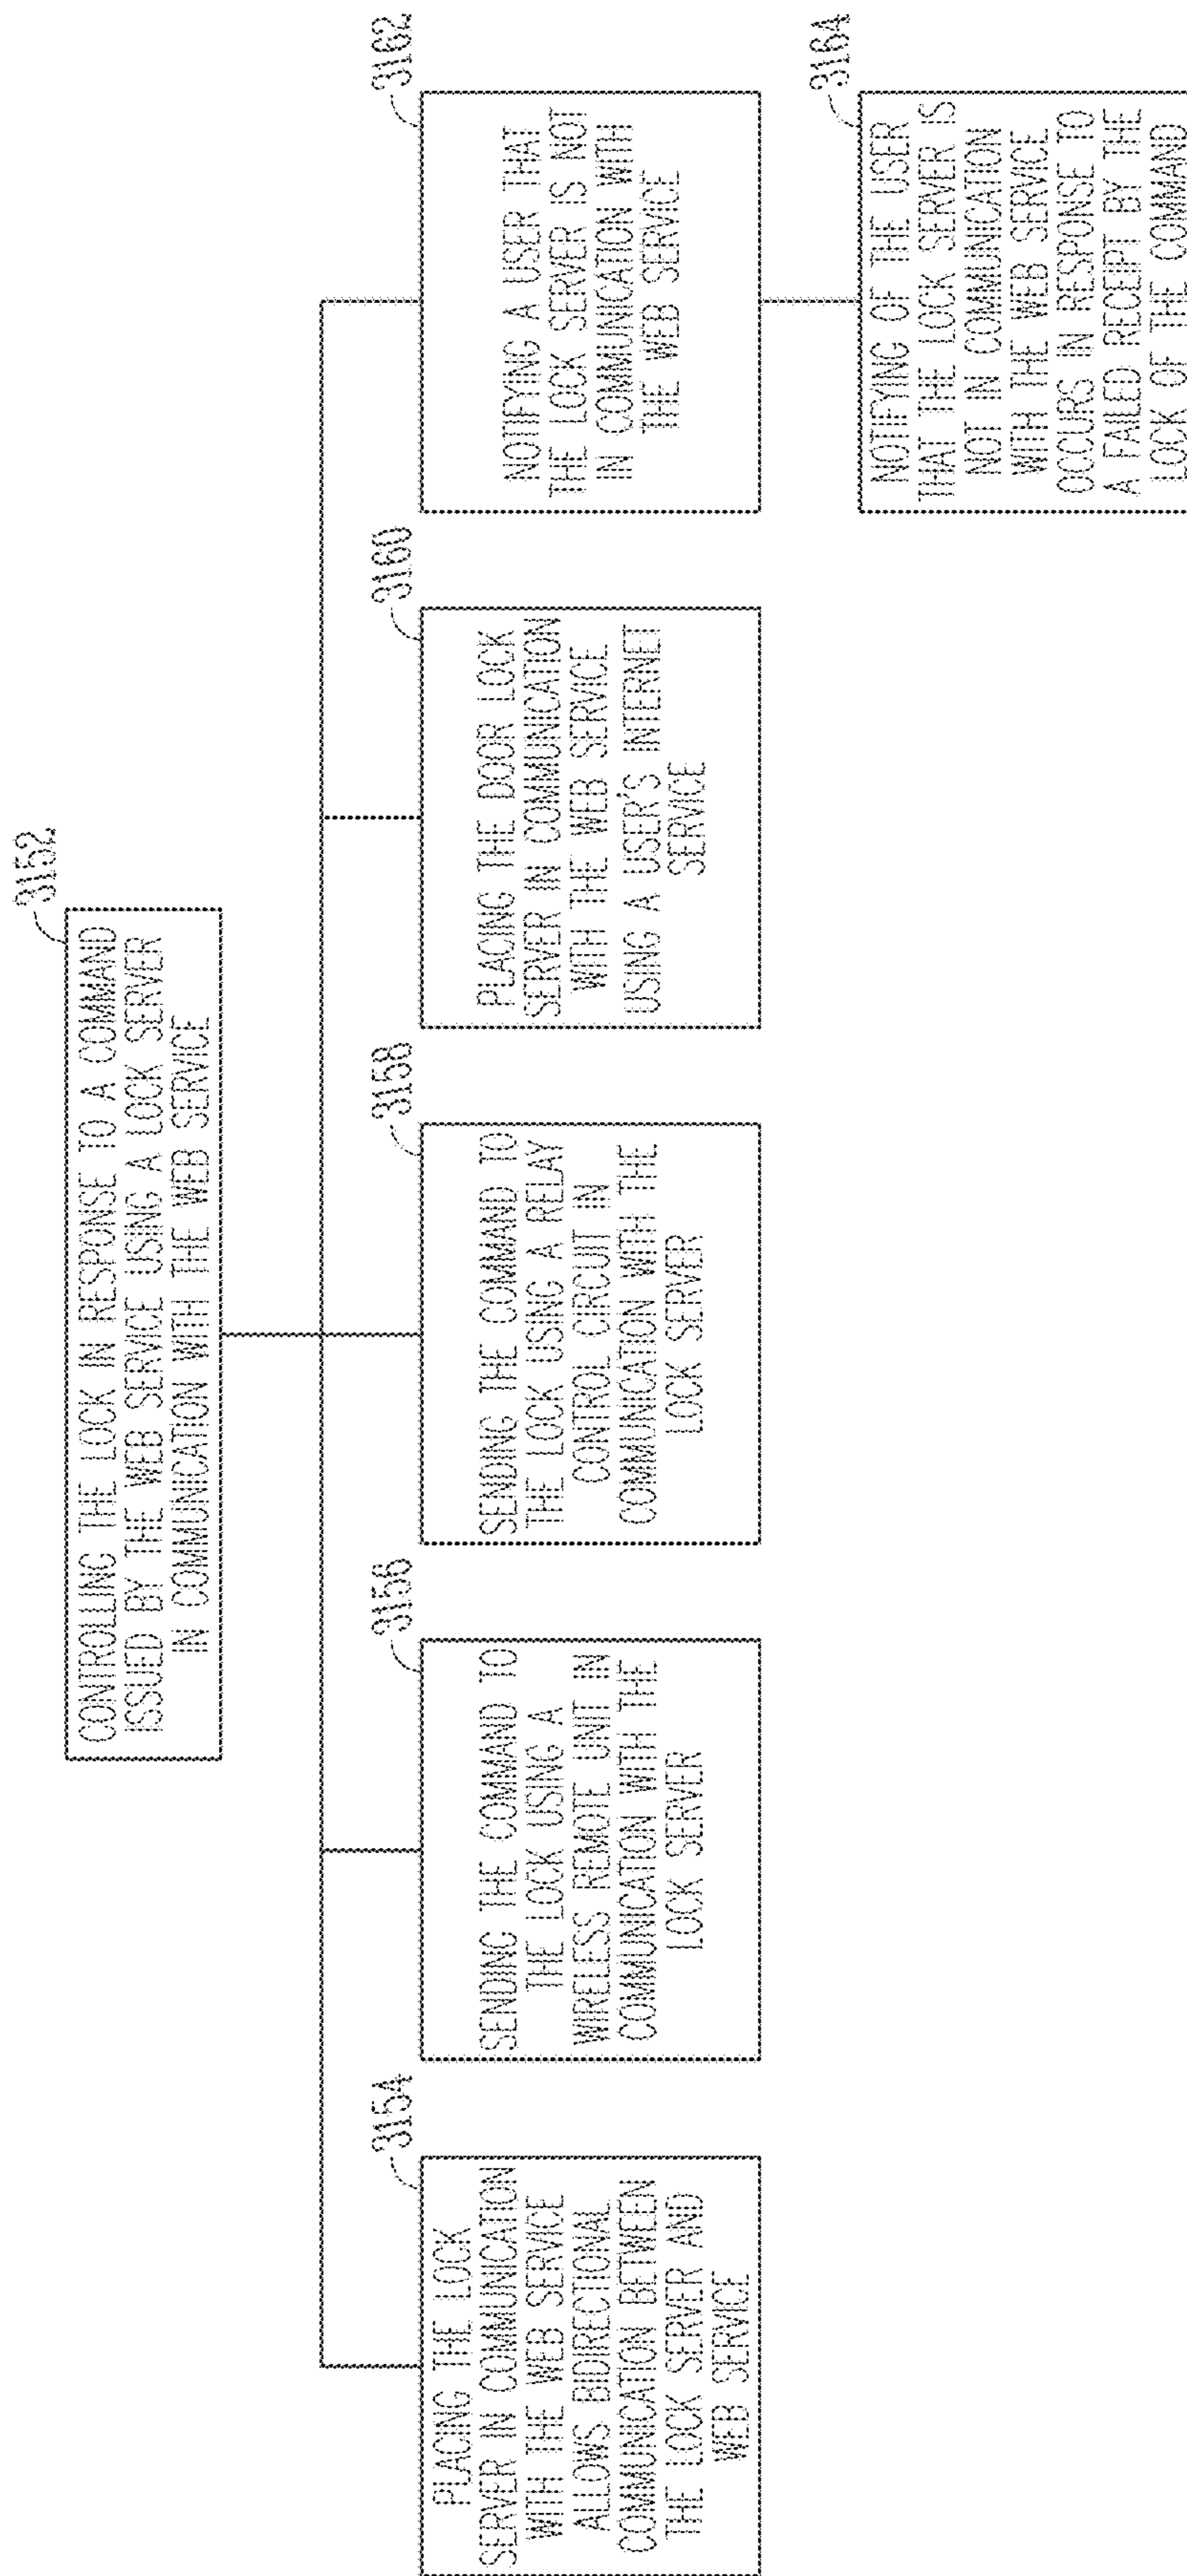 3152
CONTROLLING THE LOCK IN RESPONSE TO A COMMAND
ISSUED BY THE WEB SERVICE USING A LOCK SERVER
IN COMMUNICATION WITH THE WEB SERVICE
3154
PLACING THE LOCK
SERVER IN COMMUNICATION
WITH THE WEB SERVICE
ALLOWS BIDIRECTIONAL
COMMUNICATION BETWEEN
THE LOCK SERVER AND
WEB SERVICE
3156
SENDING THE COMMAND TO
THE LOCK USING A
WIRELESS REMOTE UNIT IN
COMMUNICATION WITH THE
LOCK SERVER
3158
SENDING THE COMMAND TO
THE LOCK USING A RELAY
CONTROL CIRCUIT IN
COMMUNICATION WITH THE
LOCK SERVER
3160
PLACING THE DOOR LOCK
SERVER IN COMMUNICATION
WITH THE WEB SERVICE
USING A USER'S INTERNET
SERVICE
3162
NOTIFYING A USER THAT
THE LOCK SERVER IS NOT
IN COMMUNICATION WITH
THE WEB SERVICE
3164
NOTIFYING OF THE USER
THAT THE LOCK SERVER IS
NOT IN COMMUNICATION
WITH THE WEB SERVICE
OCCURS IN RESPONSE TO
A FAILED RECEIPT BY THE
LOCK OF THE COMMAND